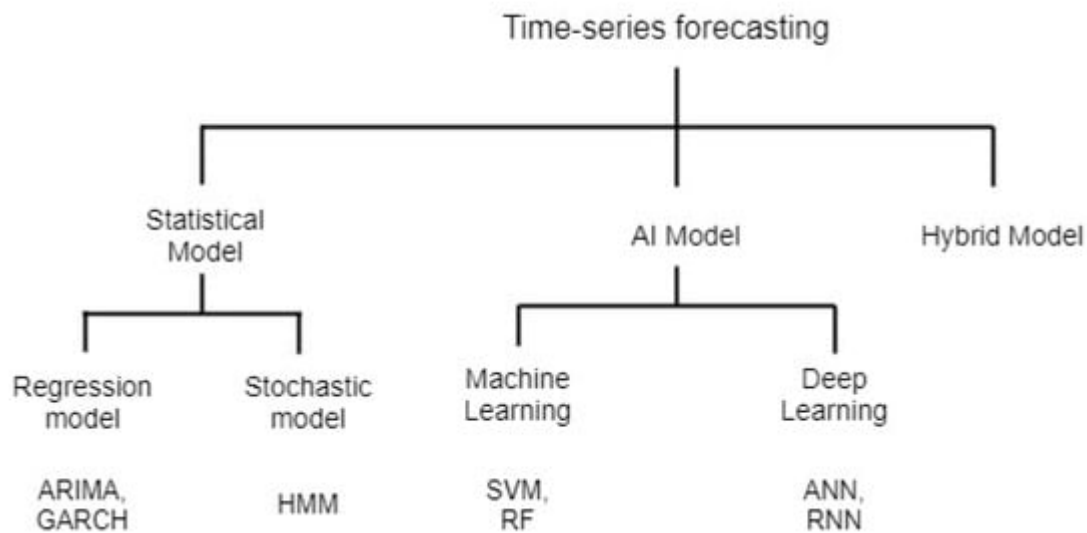 Time-series forecasting
Statistical
Model
AI Model
Hybrid Model
Regression
model
Stochastic
model
Machine
Learning
Deep
Learning
ARIMA,
GARCH
HMM
SVM,
RF
ANN,
RNN